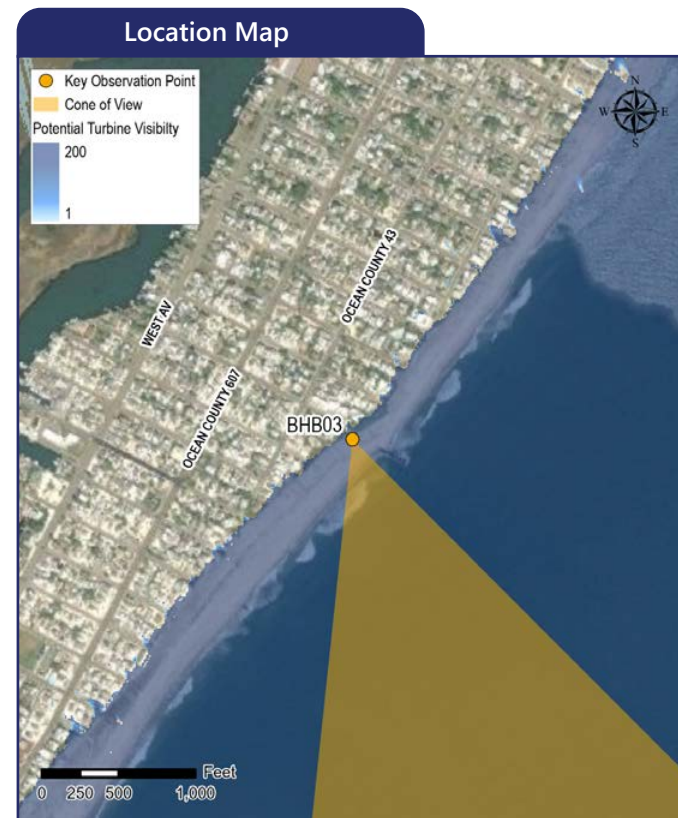 Location Map
Key Observation Point
Cone of View
Potential Turbine Visibilty
200
1
N
W
E
S
OCEAN COUNTY 43
WEST AV
OCEAN COUNTY 607
BHB03
Feet
0 250 500 1,000